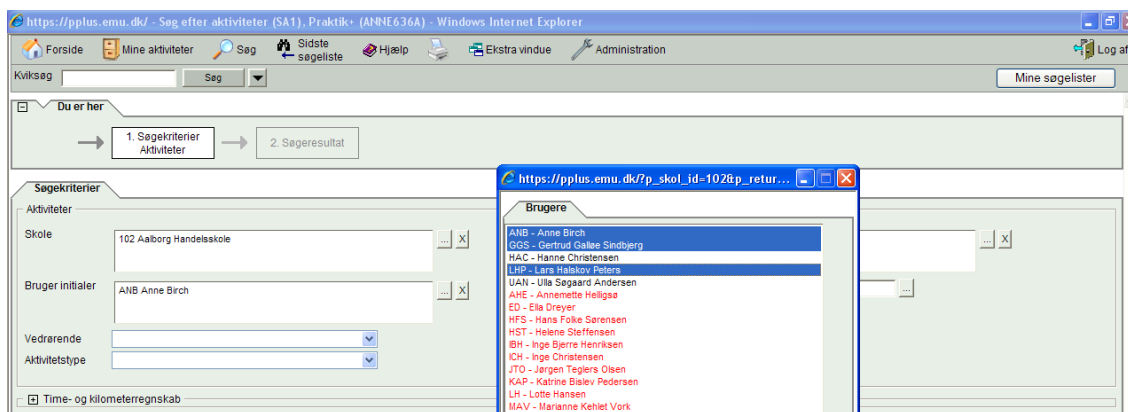 https://pplus.emu.dk/ - Søg efter aktiviteter (SA1), Praktik+ (ANNE636A) - Windows Internet Explorer
Forside Mine aktiviteter Søg Sidste søgeliste Hjælp Ekstra vindue Administration Log af
Kviksøg Søg Mine søgelister
Du er her
1. Søgekriterier
Aktiviteter
2. Søgeresultat
Søgekriterier
Aktiviteter
Skole 102 Aalborg Handelsskole ... X
Bruger initialer ANB Anne Birch ... X
Vedrørende
Aktivitetstype
Time- og kilometerregnskab
... X
...
https://pplus.emu.dk/?p_skol_id=102&p_retur...
Brugere
ANB - Anne Birch
GGS - Gertrud Galløe Sindbjerg
HAC - Hanne Christensen
LHP - Lars Halskov Peters
UAN - Ulla Søgaard Andersen
AHE - Annemette Helligsø
ED - Ella Dreyer
HFS - Hans Folke Sørensen
HST - Helene Steffensen
IBH - Inge Bjerre Henriksen
ICH - Inge Christensen
JTO - Jørgen Teglers Olsen
KAP - Katrine Bislev Pedersen
LH - Lotte Hansen
MAV - Marianne Kehlet Vork